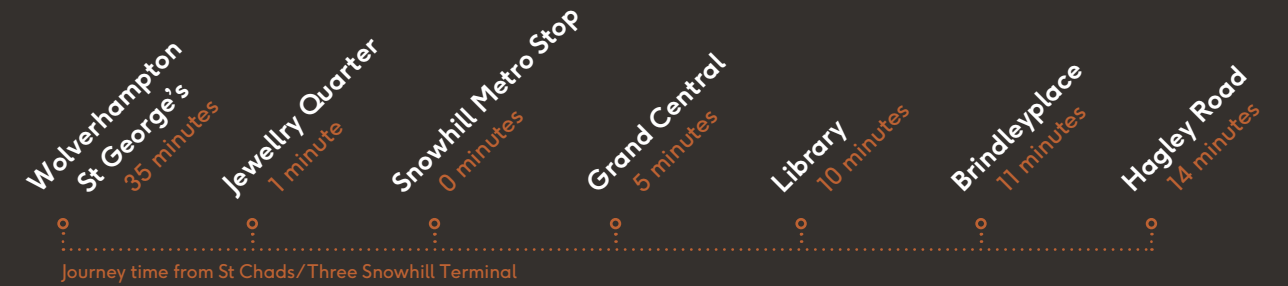 Wolverhampton
St George's
35 minutes
Jewellry Quarter
1 minute
Snowhill Metro Stop
0 minutes
Grand Central
5 minutes
Library
10 minutes
Brindleyplace
11 minutes
Hagley Road
14 minutes
Journey time from St Chads/Three Snowhill Terminal